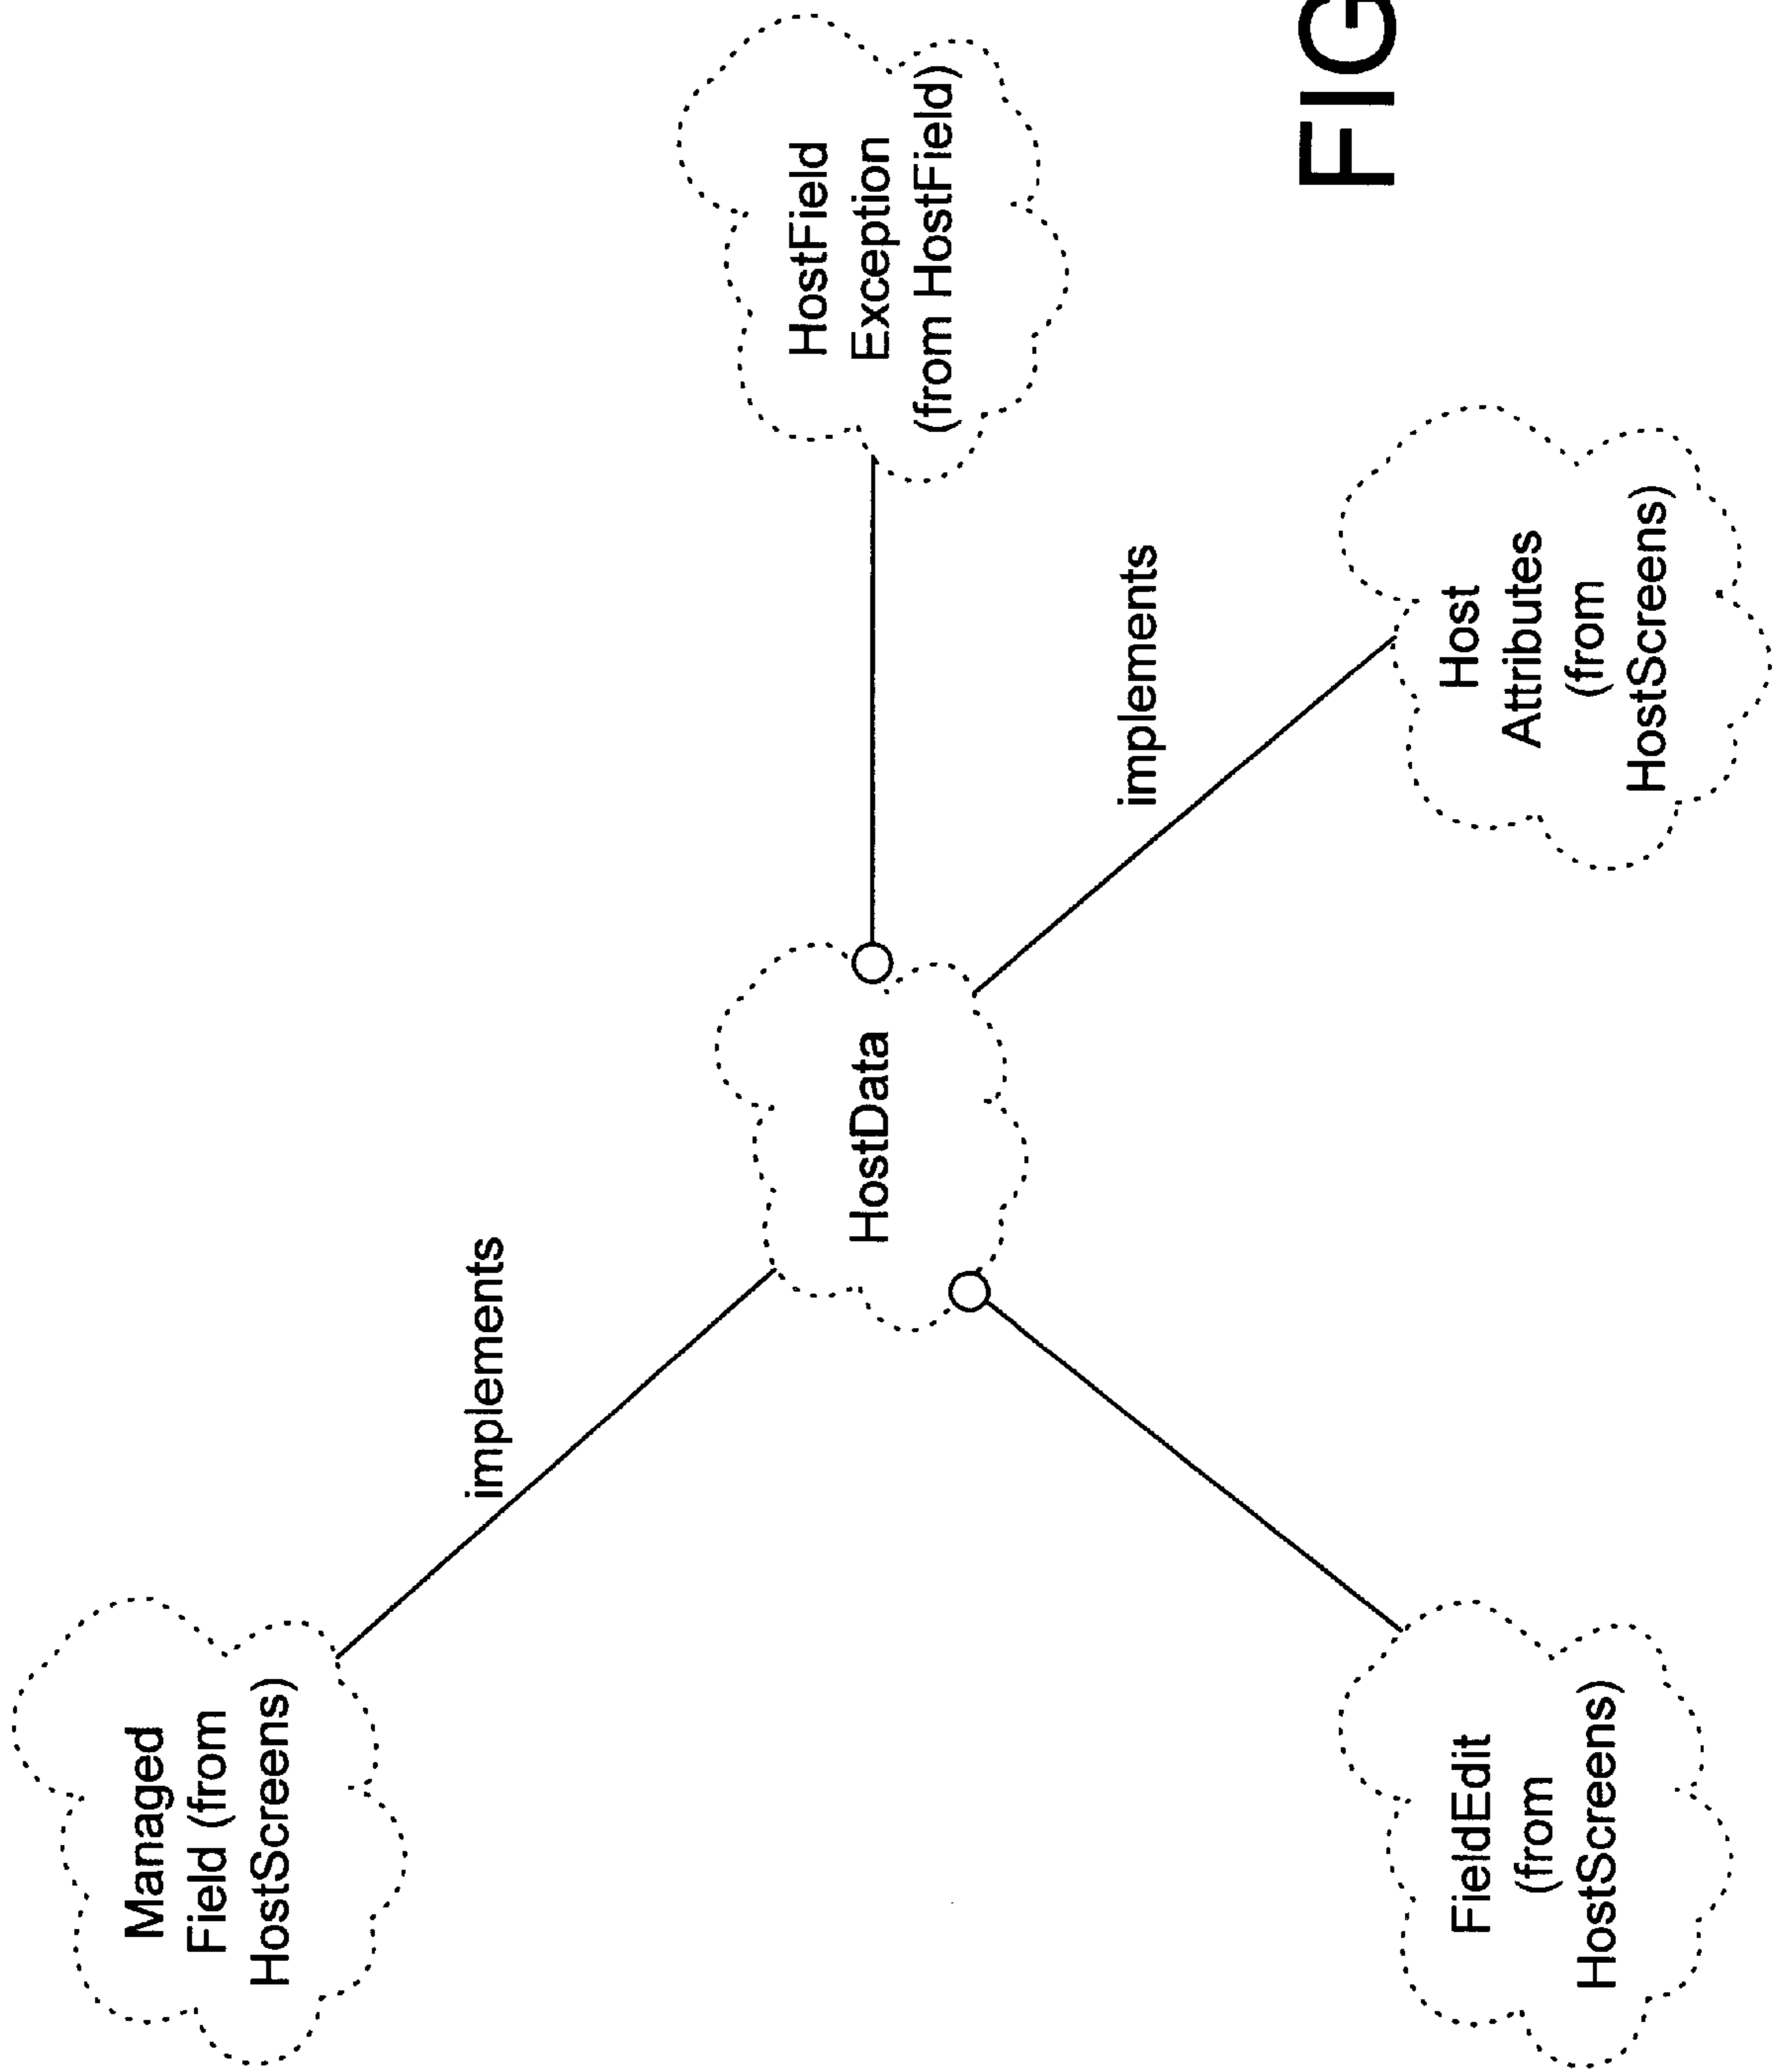 Managed
Field (from
HostScreens)
implements
HostData
HostField
Exception
(from HostField)
implements
FieldEdit
(from
HostScreens)
Host
Attributes
(from
HostScreens)
FIG